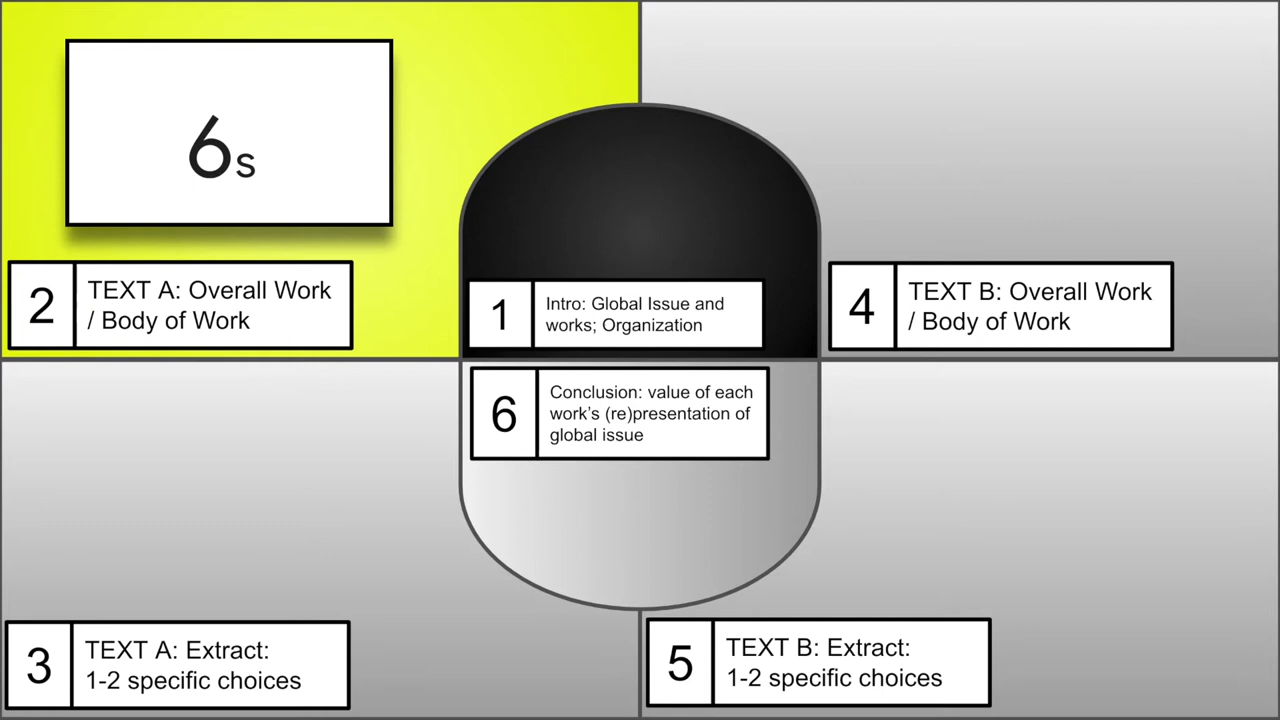 6s
2
TEXT A: Overall Work
/ Body of Work
1
Intro: Global Issue and
works; Organization
4
TEXT B: Overall Work
/ Body of Work
6
Conclusion: value of each
work's (re)presentation of
global issue
3
TEXT A: Extract:
1-2 specific choices
5
TEXT B: Extract:
1-2 specific choices